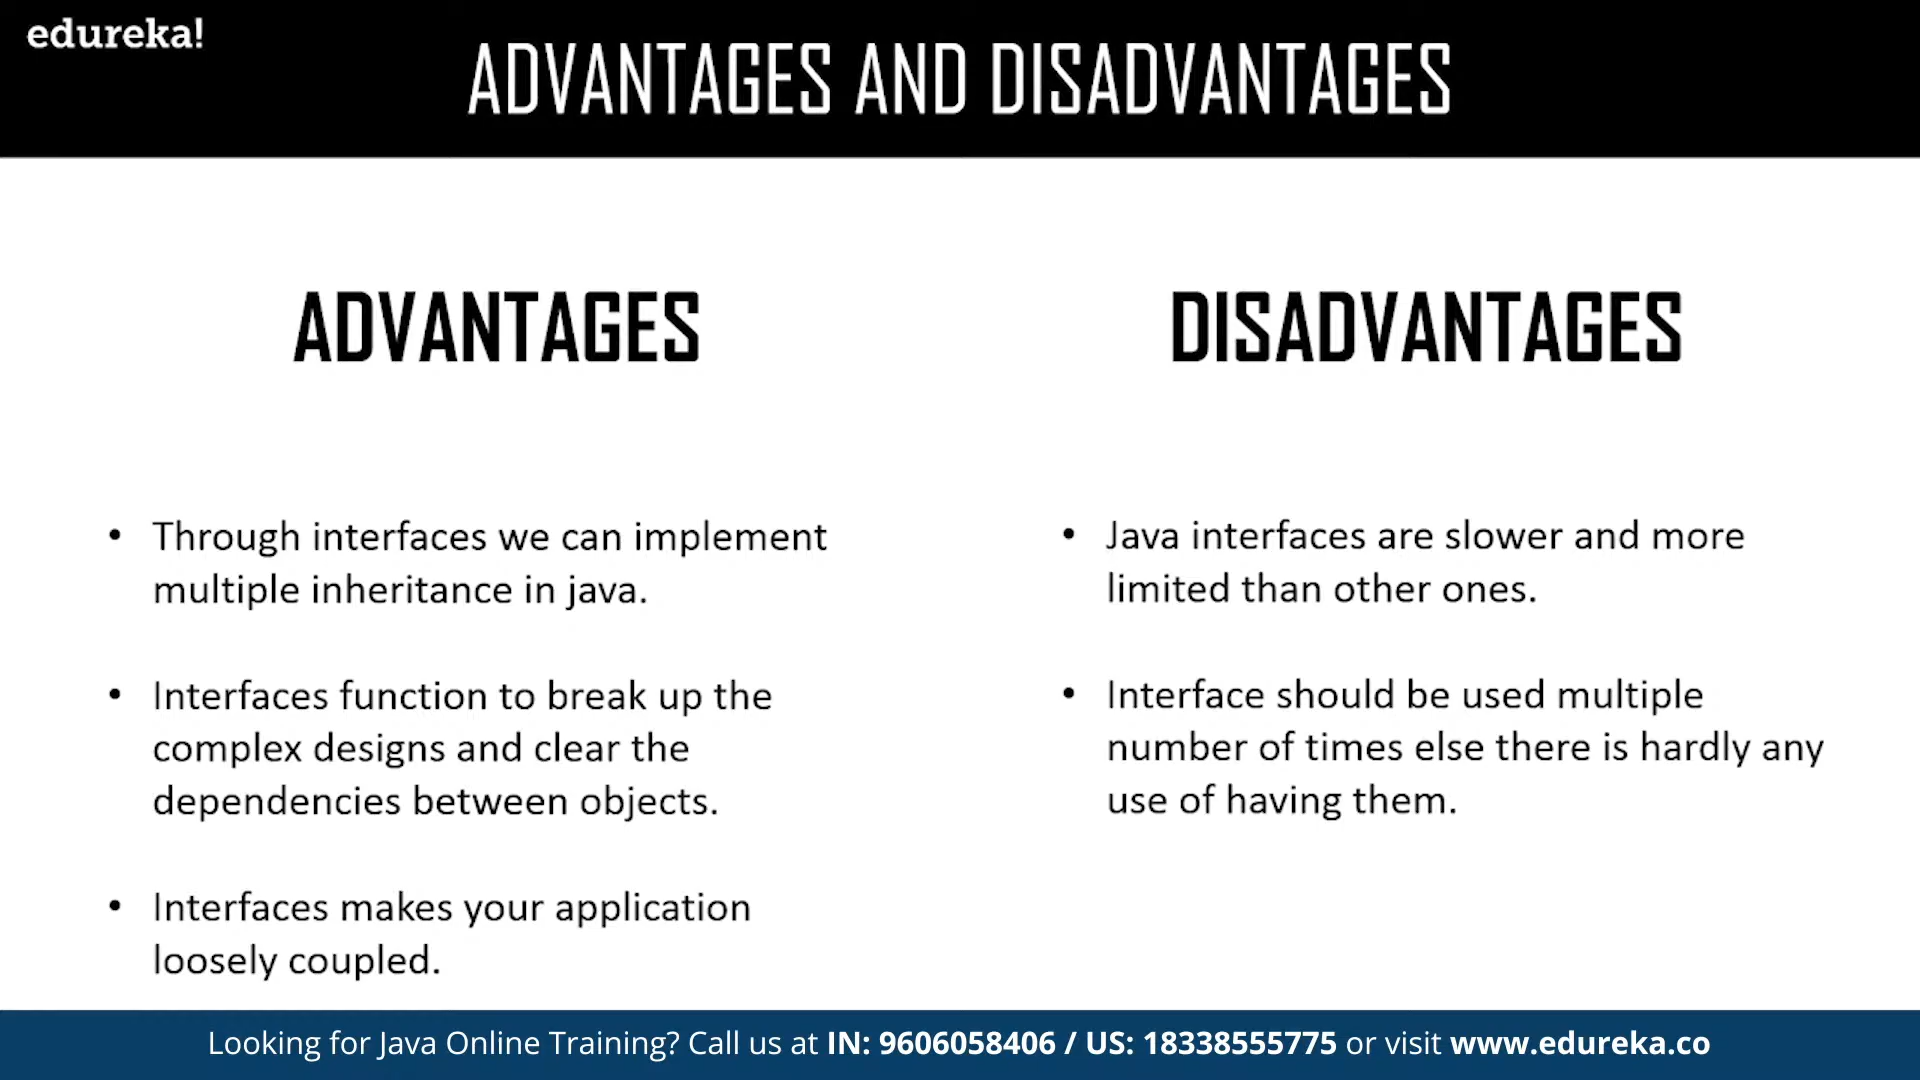 edureka!
ADVANTAGES AND DISADVANTAGES
ADVANTAGES
• Through interfaces we can implement
multiple inheritance in java.
• Interfaces function to break up the
complex designs and clear the
dependencies between objects.
• Interfaces makes your application
loosely coupled.
DISADVANTAGES
• Java interfaces are slower and more
limited than other ones.
• Interface should be used multiple
number of times else there is hardly any
use of having them.
Looking for Java Online Training? Call us at IN: 9606058406 / US: 18338555775 or visit www.edureka.co